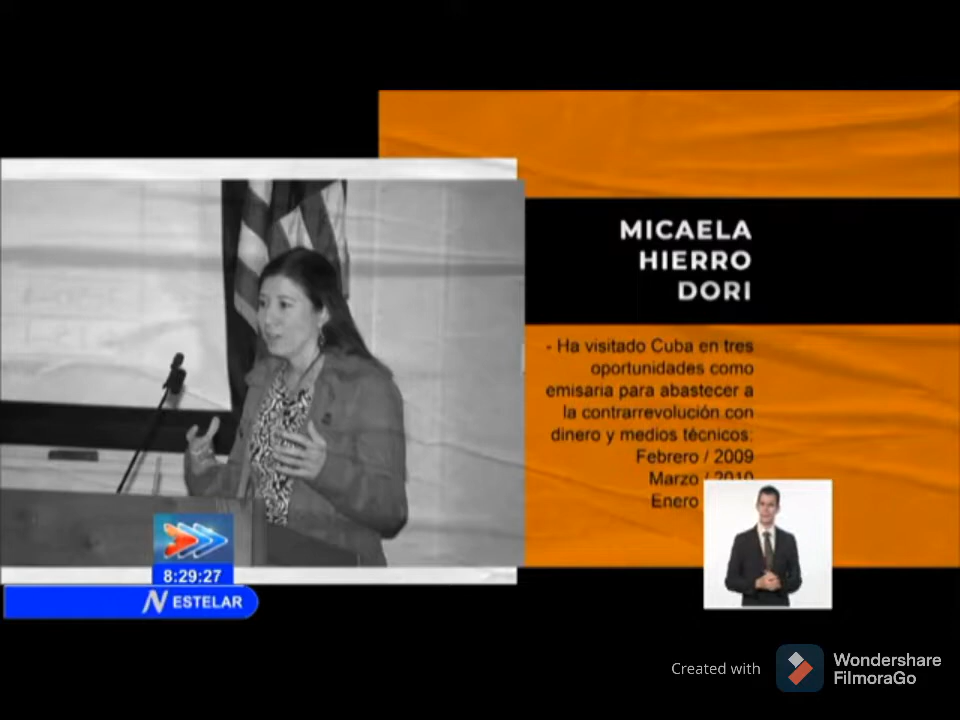 MICAELA
HIERRO
DORI
- Ha visitado Cuba en tres
oportunidades como
emisaria para abastecer a
la contrarrevolución con
dinero y medios técnicos:
Febrero / 2009
Marzo / 2010
Enero
8:29:27
N ESTELAR
Created with
Wondershare
FilmoraGo